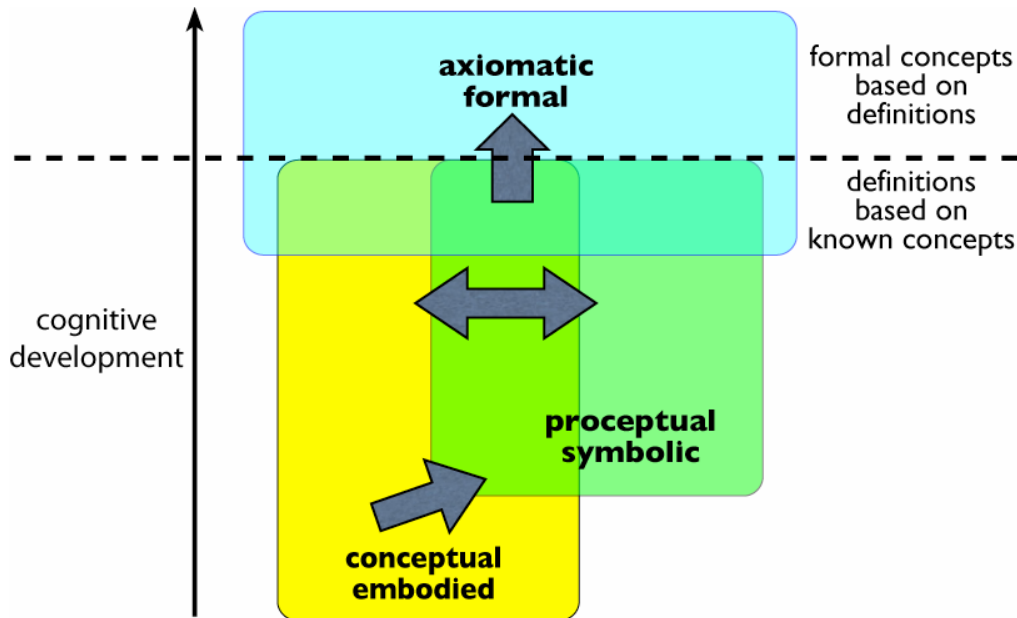 axiomatic
formal
formal concepts
based on
definitions
definitions
based on
known concepts
cognitive
development
proceptual
symbolic
conceptual
embodied